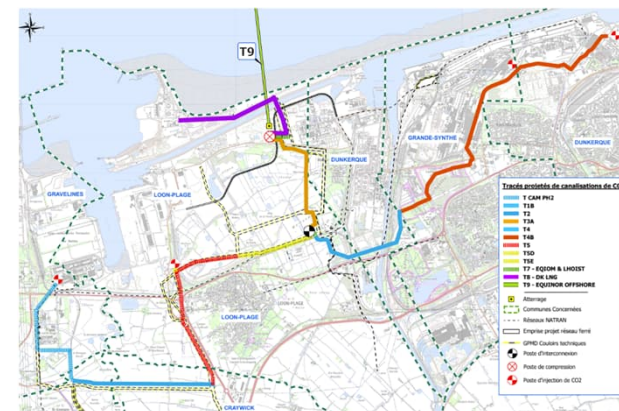 T9
GRANDE-SYNTHE
DUNKERQUE
DUNKERQUE
GRAVELINES
LOON-PLAGE
LOON-PLAGE
LOON-PLAGE
CRAYWICK
Tracés projetés de canalisations de CO
T CAM PH2
T1B
T2
T3A
T4
T4B
T5
T5D
T5E
T7 - EQIOM & LHOIST
T8 - DK LNG
T9 - EQUINOR OFFSHORE
Atterrage
Communes Concernées
Réseaux NATRAN
Emprise projet réseau ferré
GPMD Couloirs techniques
Poste d'interconnexion
Poste de compression
Poste d'injection de CO2